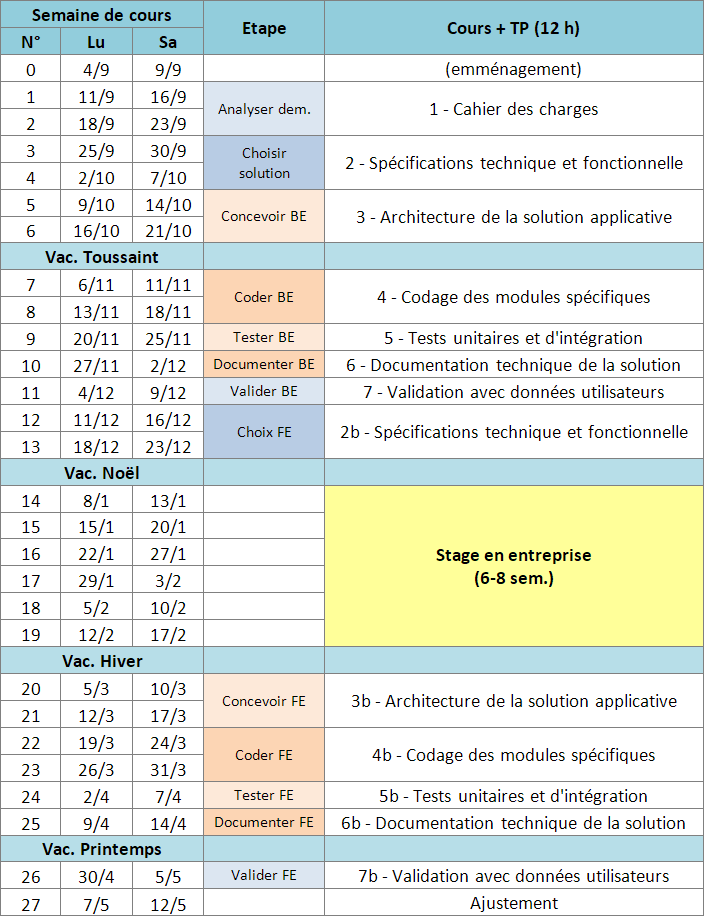 Semaine de cours Etape Cours + TP (12 h)
N° Lu Sa
0 4/9 9/9 (emménagement)
1 11/9 16/9 Analyser dem. 1 - Cahier des charges
2 18/9 23/9
3 25/9 30/9 Choisir solution 2 - Spécifications technique et fonctionnelle
4 2/10 7/10
5 9/10 14/10 Concevoir BE 3 - Architecture de la solution applicative
6 16/10 21/10
Vac. Toussaint
7 6/11 11/11 Coder BE 4 - Codage des modules spécifiques
8 13/11 18/11
9 20/11 25/11 Tester BE 5 - Tests unitaires et d'intégration
10 27/11 2/12 Documenter BE 6 - Documentation technique de la solution
11 4/12 9/12 Valider BE 7 - Validation avec données utilisateurs
12 11/12 16/12 Choix FE 2b - Spécifications technique et fonctionnelle
13 18/12 23/12
Vac. Noël
14 8/1 13/1
15 15/1 20/1
16 22/1 27/1 Stage en entreprise
17 29/1 3/2 (6-8 sem.)
18 5/2 10/2
19 12/2 17/2
Vac. Hiver
20 5/3 10/3 Concevoir FE 3b - Architecture de la solution applicative
21 12/3 17/3
22 19/3 24/3 Coder FE 4b - Codage des modules spécifiques
23 26/3 31/3
24 2/4 7/4 Tester FE 5b - Tests unitaires et d'intégration
25 9/4 14/4 Documenter FE 6b - Documentation technique de la solution
Vac. Printemps
26 30/4 5/5 Valider FE 7b - Validation avec données utilisateurs
27 7/5 12/5 Ajustement